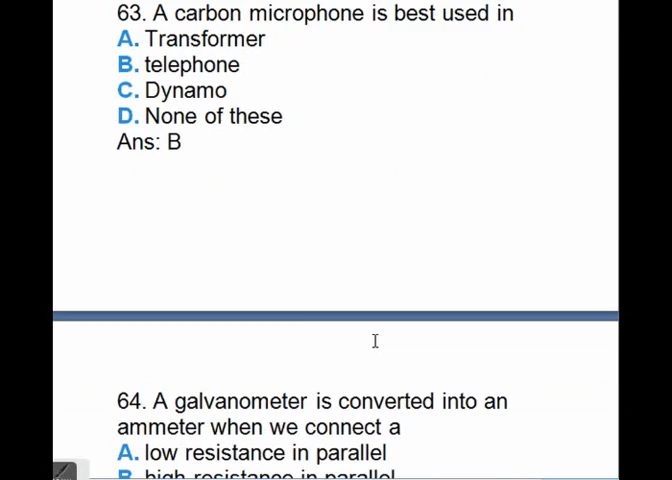 63. A carbon microphone is best used in
A. Transformer
B. telephone
C. Dynamo
D. None of these
Ans: B
64. A galvanometer is converted into an
ammeter when we connect a
A. low resistance in parallel
B. high resistance in parallel